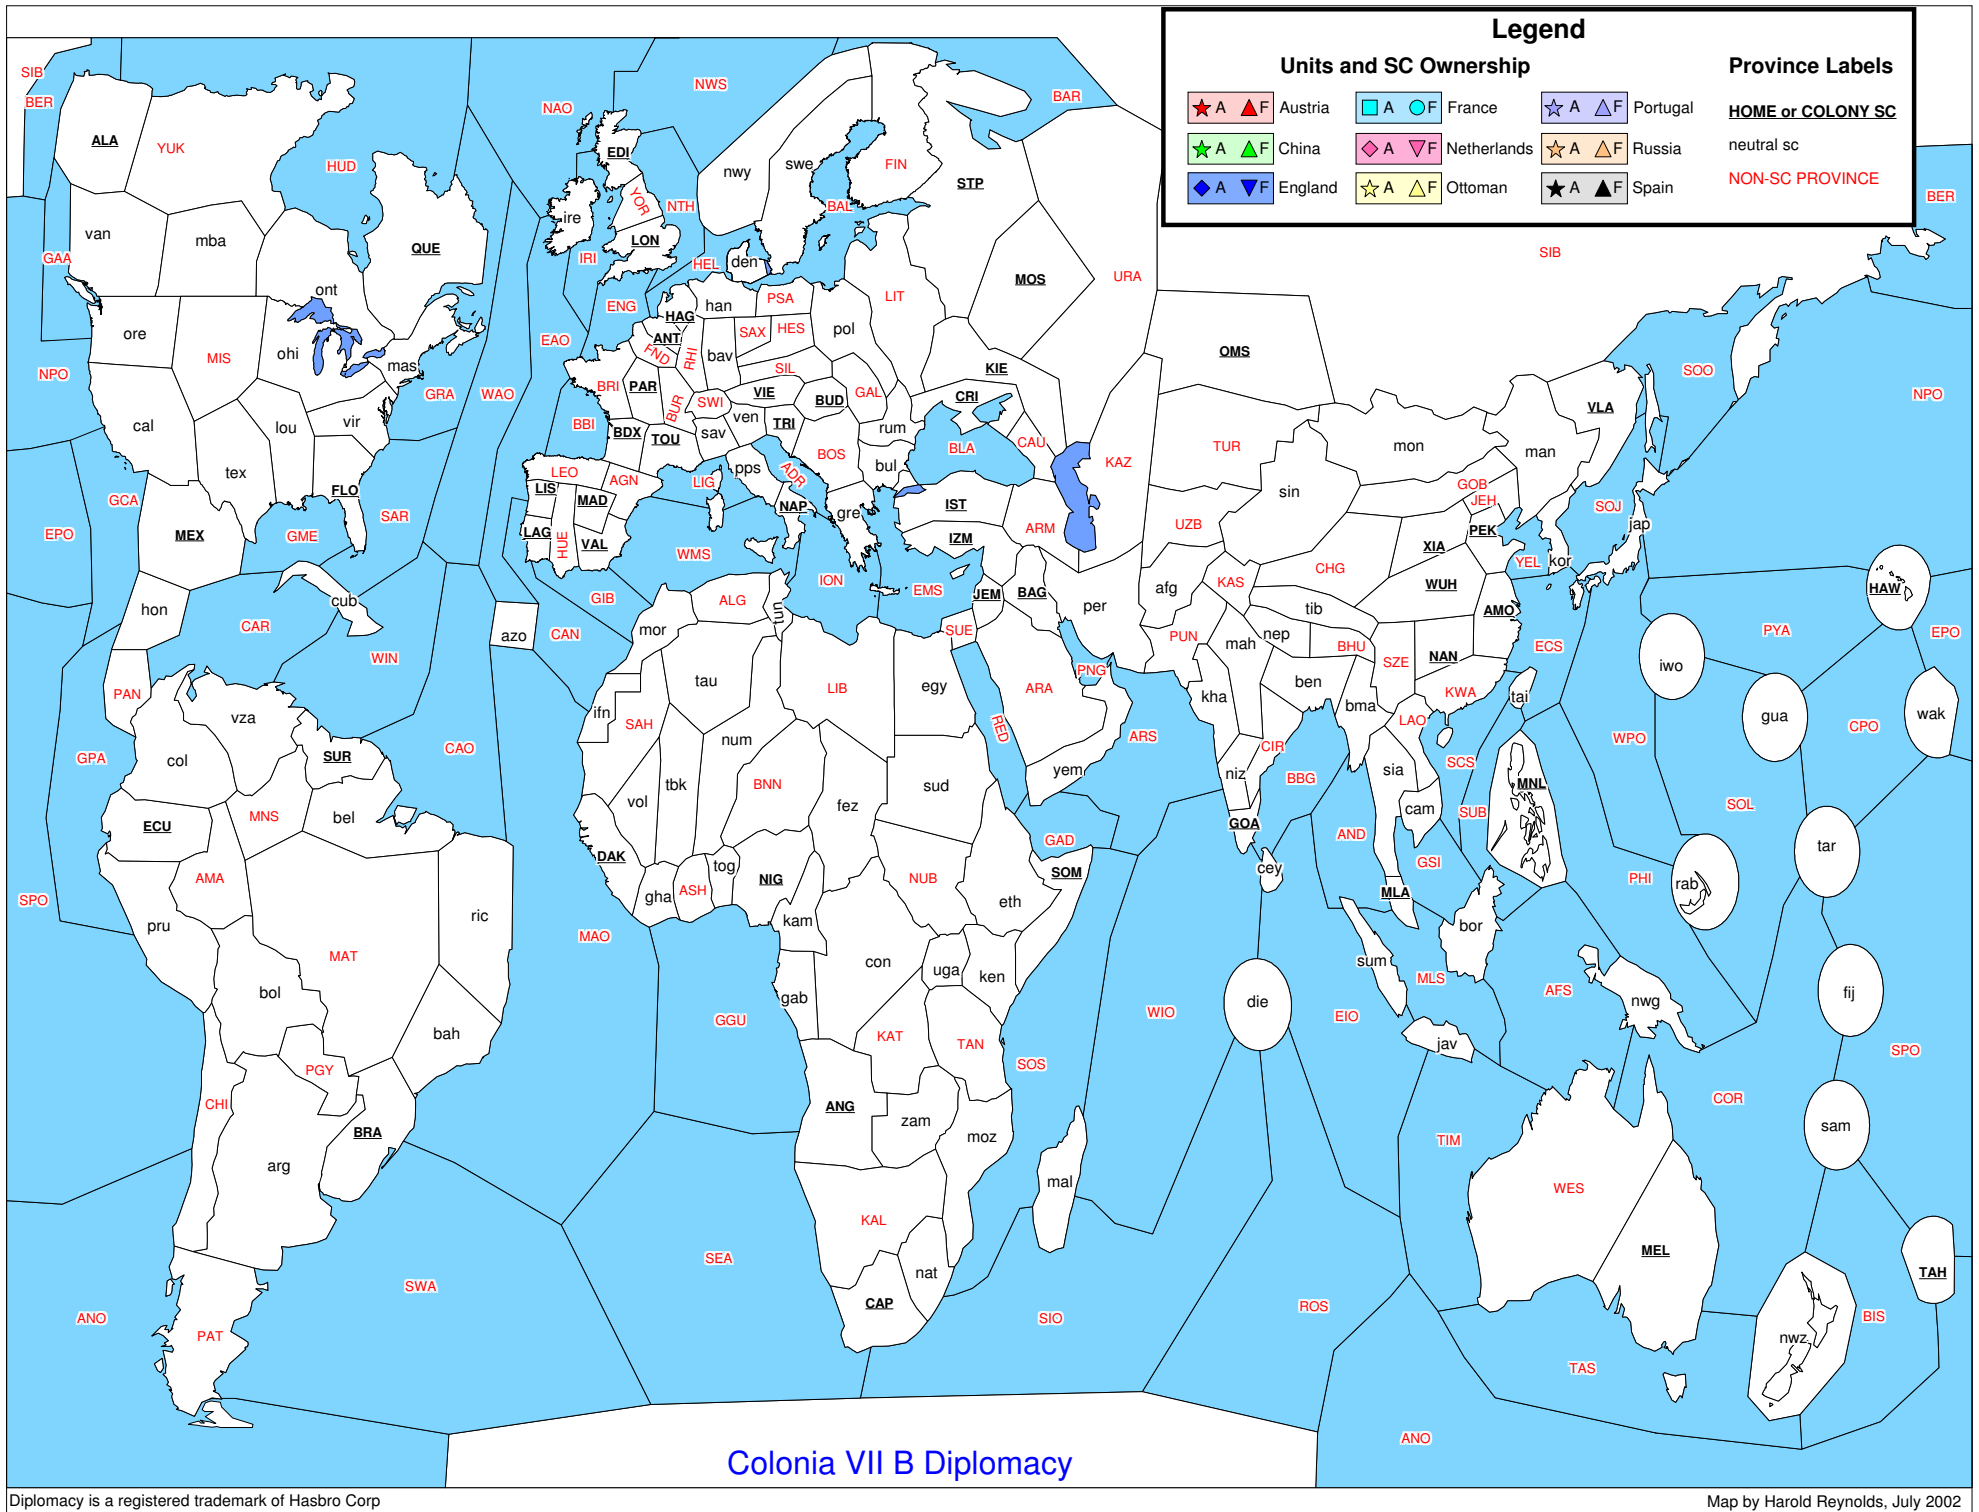 Legend
Units and SC Ownership
Province Labels
A F Austria
A F France
A F Portugal
HOME or COLONY SC
A F China
A F Netherlands
A F Russia
neutral sc
A F England
A F Ottoman
A F Spain
NON-SC PROVINCE
SIB
BER
ALA
YUK
HUD
NAO
NWS
BAR
EDI
nwy
swe
FIN
STP
YOR
NTH
BAL
ire
LON
IRI
HEL
den
van
mba
QUE
GAA
ont
ENG
HAG
han
PSA
LIT
MOS
URA
SIB
BER
ore
MIS
ohi
mas
EAO
ANT
FND
RHI
bav
SAX
HES
pol
SIL
OMS
SOO
NPO
NPO
GRA
WAO
BRI
PAR
BUR
SWI
VIE
BUD
GAL
KIE
CRI
VLA
cal
lou
vir
BBI
BDX
TOU
sav
ven
TRI
rum
BLA
CAU
KAZ
TUR
mon
man
tex
FLO
LEO
AGN
LIG
pps
ADR
BOS
bul
sin
GOB
JEH
SOJ
jap
GCA
EPO
MEX
GME
SAR
LIS
MAD
LAG
HUE
VAL
NAP
gre
IST
IZM
ARM
UZB
PEK
XIA
YEL
kor
WMS
ION
EMS
hon
cub
CAR
WIN
azo
CAN
GIB
mor
ALG
tun
JEM
BAG
SUE
per
afg
KAS
CHG
WUH
AMO
tib
PUN
mah
nep
BHU
SZE
NAN
ECS
HAW
PYA
EPO
iwo
PAN
vza
col
SUR
CAO
GPA
ifn
SAH
tau
LIB
egy
ARA
PNG
RED
ARS
yem
kha
ben
bma
KWA
LAO
tai
gua
wak
WPO
CPO
num
vol
tbk
BNN
fez
sud
niz
CIR
BBG
sia
SCS
MNL
SOL
ECU
MNS
bel
GOA
cam
SUB
AND
GAD
GSI
tar
AMA
DAK
gha
ASH
tog
NIG
NUB
SOM
cey
MLA
PHI
rab
SPO
pru
ric
kam
eth
bor
MAT
MAO
con
uga
ken
sum
MLS
AFS
fij
bol
gab
GGU
die
WIO
EIO
nwg
bah
KAT
TAN
SOS
jav
SPO
PGY
CHI
ANG
zam
moz
COR
BRA
arg
TIM
sam
mal
WES
KAL
SEA
MEL
nat
TAH
SWA
CAP
ANO
SIO
ROS
BIS
PAT
nwz
TAS
ANO
Colonia VII B Diplomacy
Diplomacy is a registered trademark of Hasbro Corp
Map by Harold Reynolds, July 2002